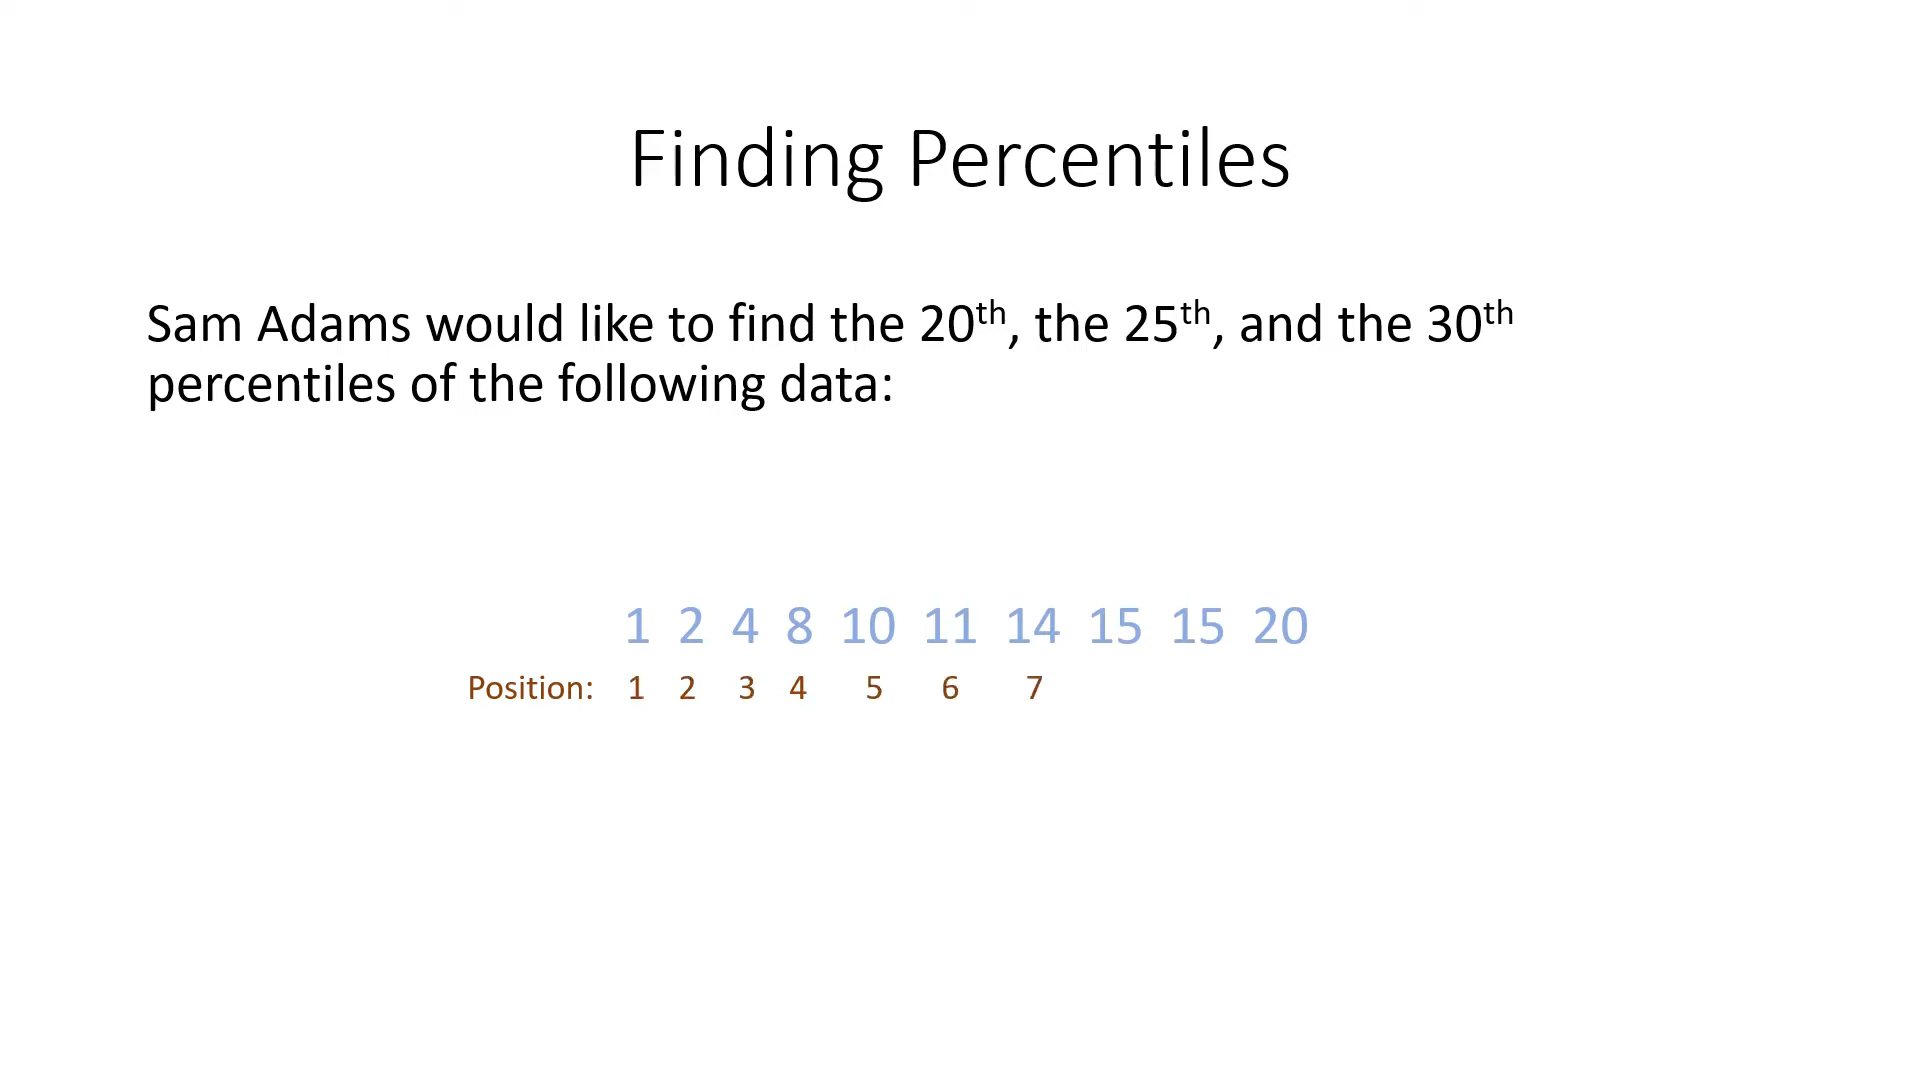 Finding Percentiles
Sam Adams would like to find the 20th, the 25th, and the 30th
percentiles of the following data:
1 2 4 8 10 11 14 15 15 20
Position: 1 2 3 4 5 6 7